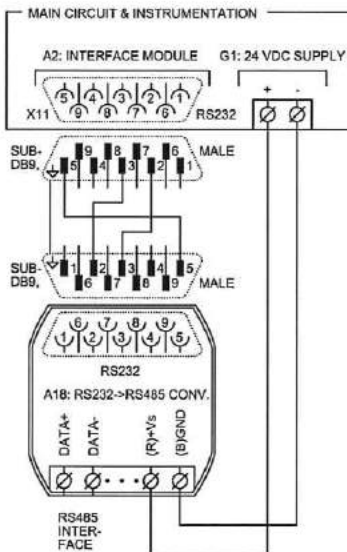 MAIN CIRCUIT & INSTRUMENTATION
A2: INTERFACE MODULE G1: 24 VDC SUPPLY
5 4 3 2 1 + -
9 8 7 6
X11 RS232
SUB-DB9, 9 8 7 6 MALE
5 4 3 2 1
SUB-DB9, 1 2 3 4 5 MALE
6 7 8 9
6 7 8 9
1 2 3 4 5
RS232
A18: RS232->RS485 CONV.
DATA+ DATA- (R)+Vs (B)GND
RS485
INTER-
FACE